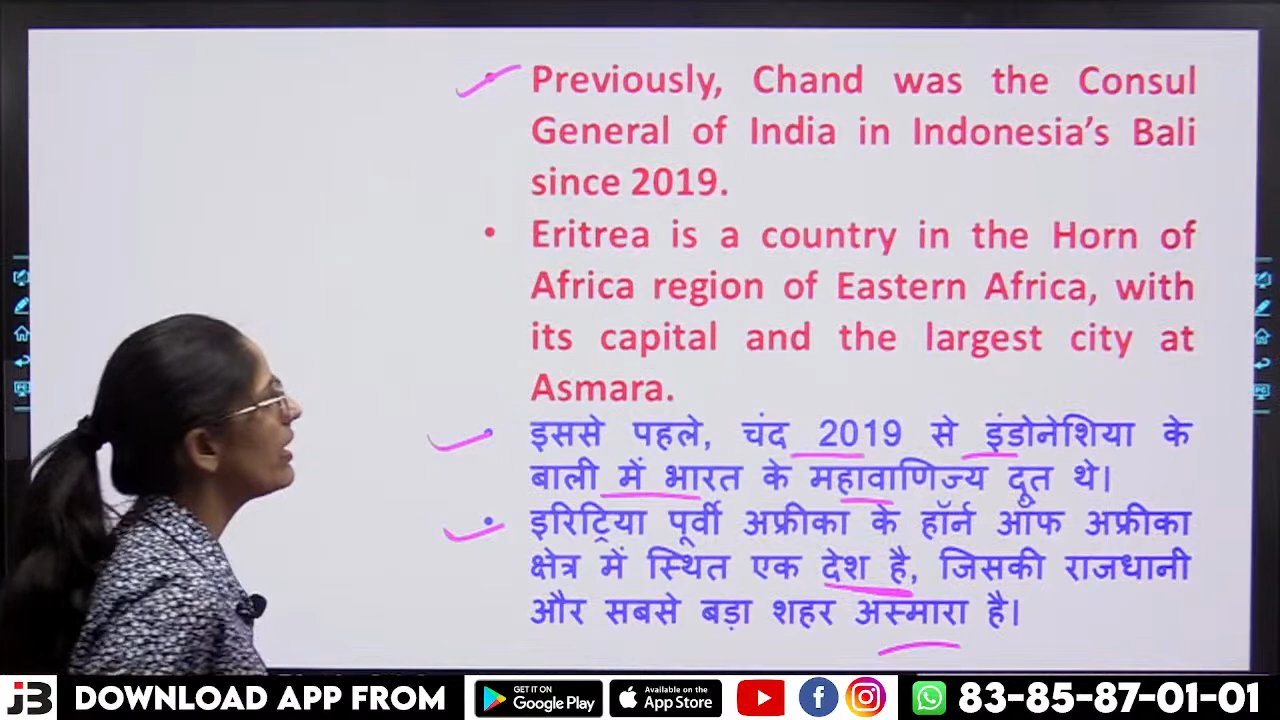 Previously, Chand was the Consul
General of India in Indonesia's Bali
since 2019.
Eritrea is a country in the Horn of
Africa region of Eastern Africa, with
its capital and the largest city at
Asmara.
इससे पहले, चंद 2019 से इंडोनेशिया के
बाली में भारत के महावाणिज्य दूत थे।
इरिट्रिया पूर्वी अफ्रीका के हॉर्न ऑफ अफ्रीका
क्षेत्र में स्थित एक देश है, जिसकी राजधानी
और सबसे बड़ा शहर अस्मारा है।
JB DOWNLOAD APP FROM GET IT ON Google Play Available on the App Store 83-85-87-01-01